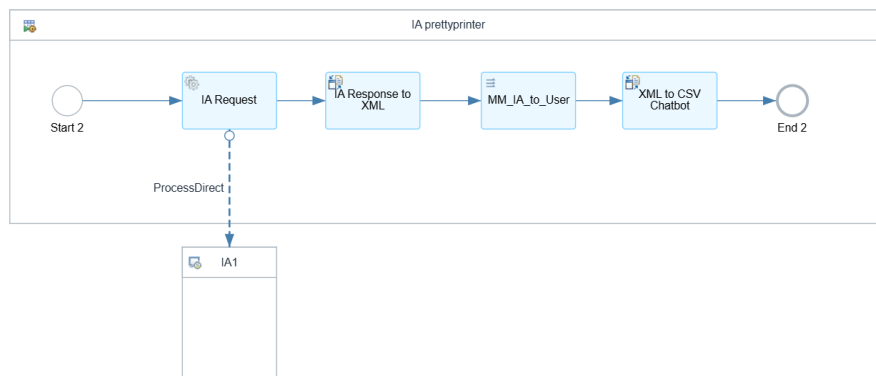 IA prettyprinter
Start 2
IA Request
IA Response to
XML
MM_IA_to_User
XML to CSV
Chatbot
End 2
ProcessDirect
IA1